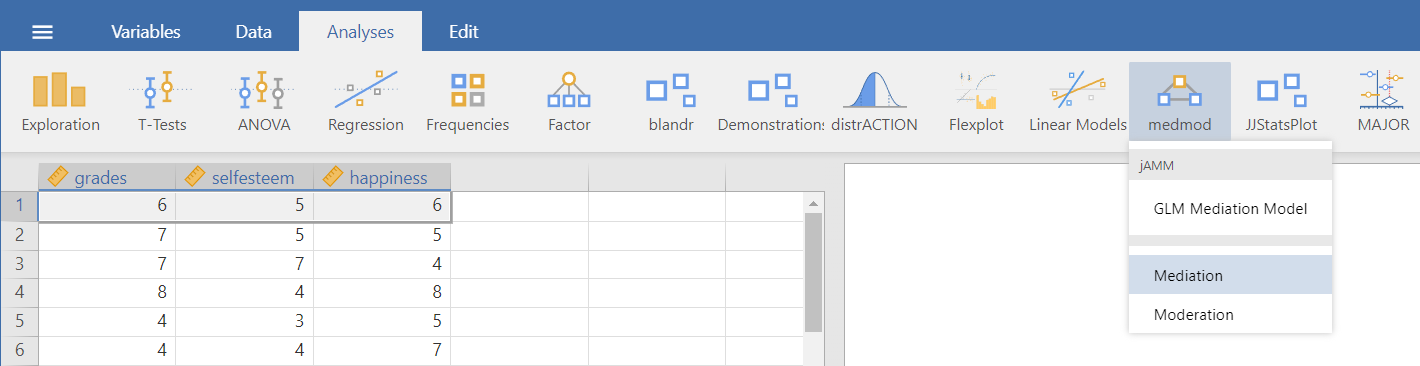 Variables Data Analyses Edit
Exploration T-Tests ANOVA Regression Frequencies Factor blandr Demonstrations distrACTION Flexplot Linear Models medmod JJStatsPlot MAJOR
jAMM
GLM Mediation Model
Mediation
Moderation
grades selfesteem happiness
1 6 5 6
2 7 5 5
3 7 7 4
4 8 4 8
5 4 3 5
6 4 4 7